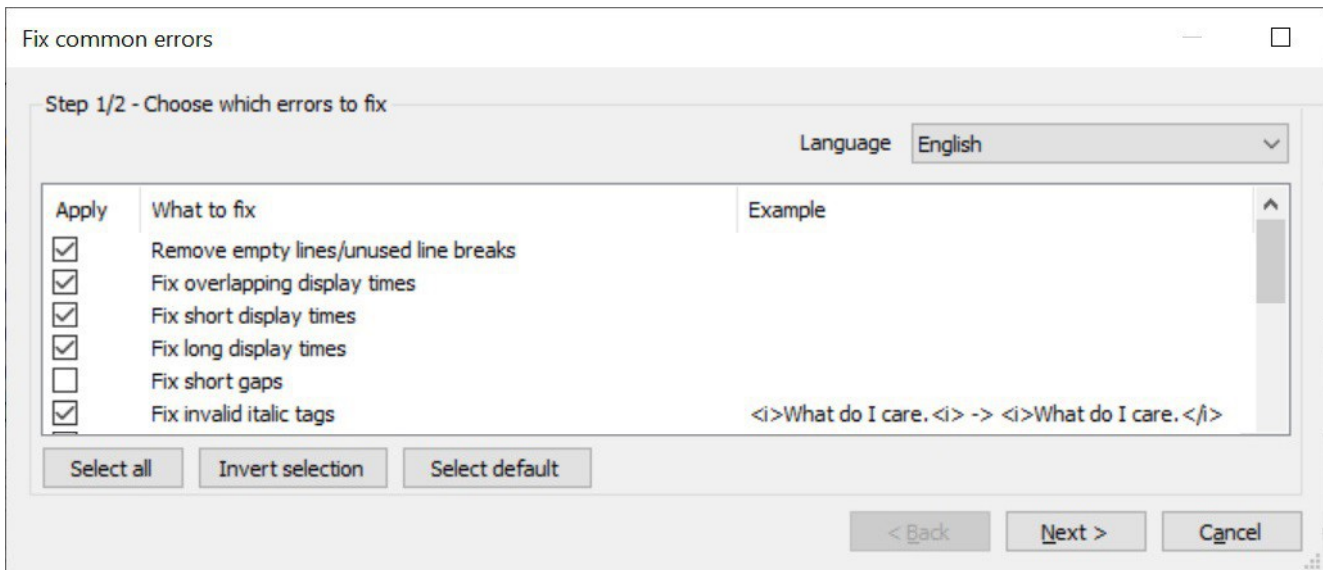 Fix common errors
Step 1/2 - Choose which errors to fix
Language English
Apply What to fix Example
Remove empty lines/unused line breaks
Fix overlapping display times
Fix short display times
Fix long display times
Fix short gaps
Fix invalid italic tags <i>What do I care.<i> -> <i>What do I care.</i>
Select all Invert selection Select default
< Back Next > Cancel